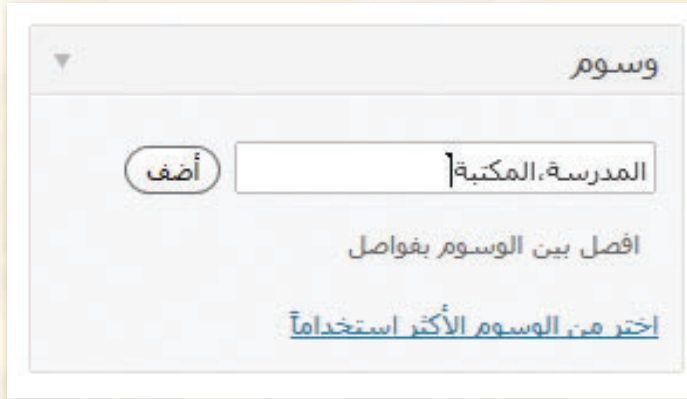 وسوم
المدرسة،المكتبة أضف
افصل بين الوسوم بفواصل
اختر من الوسوم الأكثر استخداماً